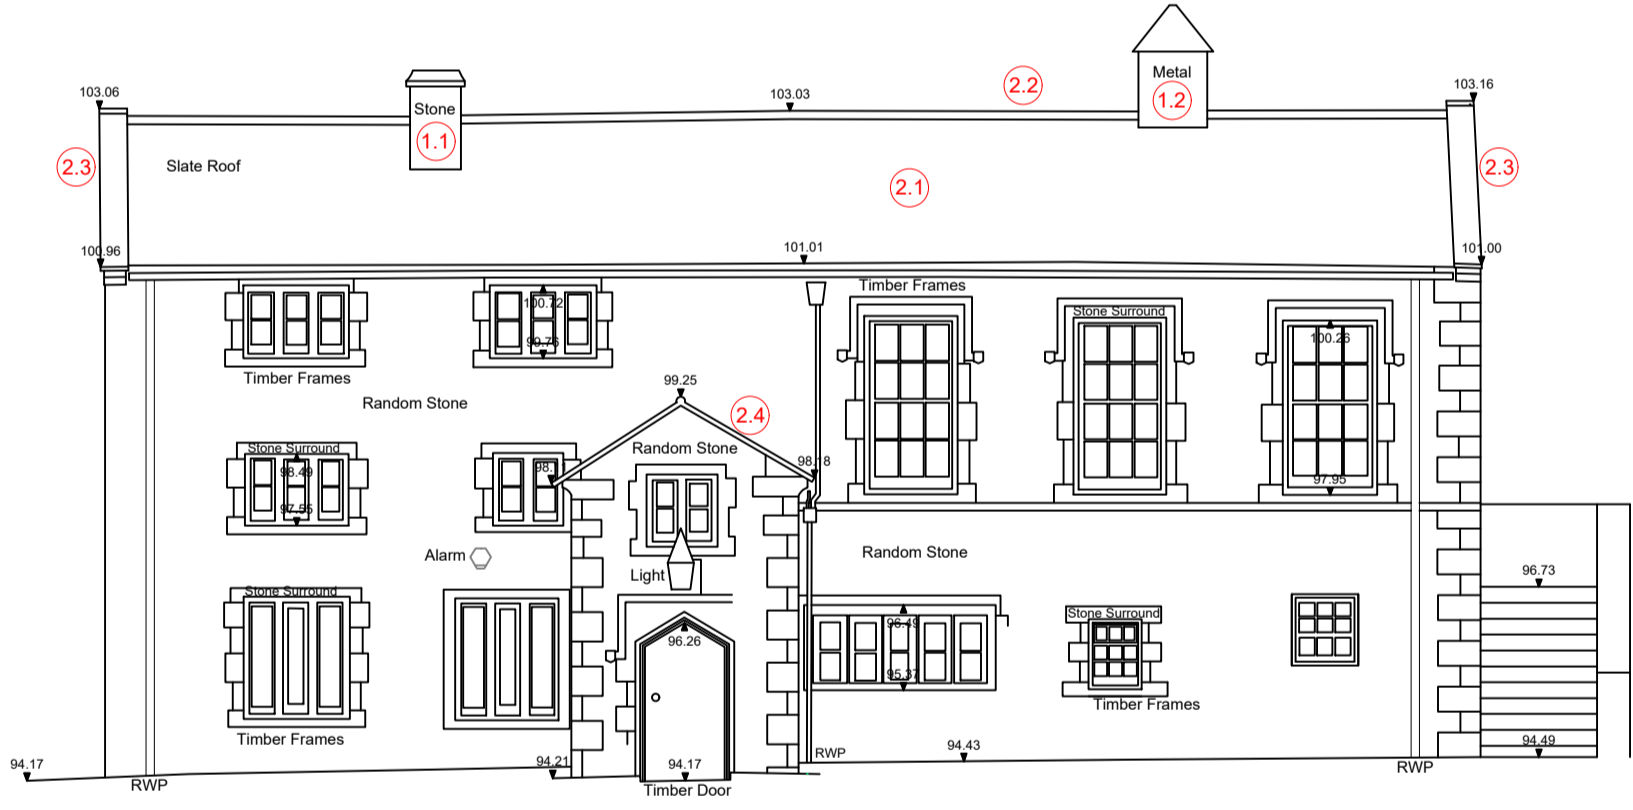 Metal
1.2
2.2
103.16
103.06
103.03
Stone
1.1
2.3
Slate Roof
2.1
2.3
100.96
101.01
101.00
Timber Frames
100.72
99.76
Stone Surround
100.26
Timber Frames
99.25
Random Stone
2.4
Stone Surround
Random Stone
98.49
98.18
97.55
97.95
Alarm
Light
Random Stone
96.73
Stone Surround
96.26
96.49
Stone Surround
95.37
Timber Frames
Timber Frames
94.17
RWP
94.21
94.17
Timber Door
RWP
94.43
RWP
94.49